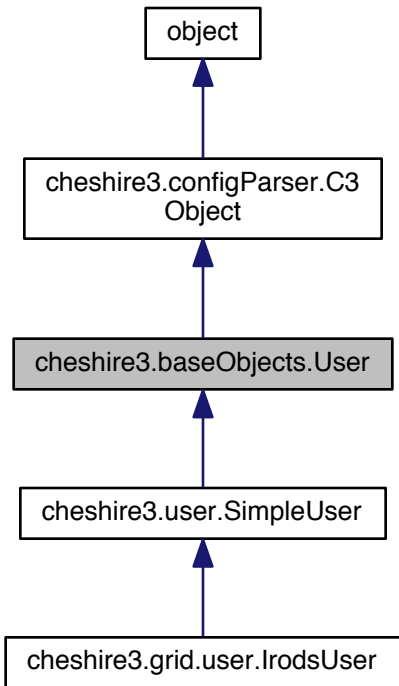 object
cheshire3.configParser.C3
Object
cheshire3.baseObjects.User
cheshire3.user.SimpleUser
cheshire3.grid.user.IrodsUser